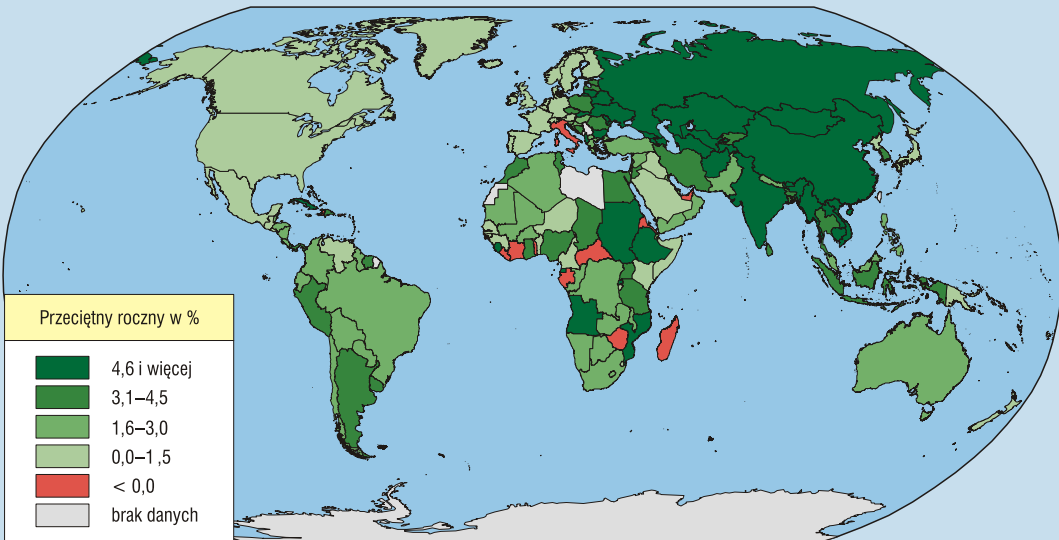 Przeciętny roczny w %
4,6 i więcej
3,1–4,5
1,6–3,0
0,0–1,5
< 0,0
brak danych